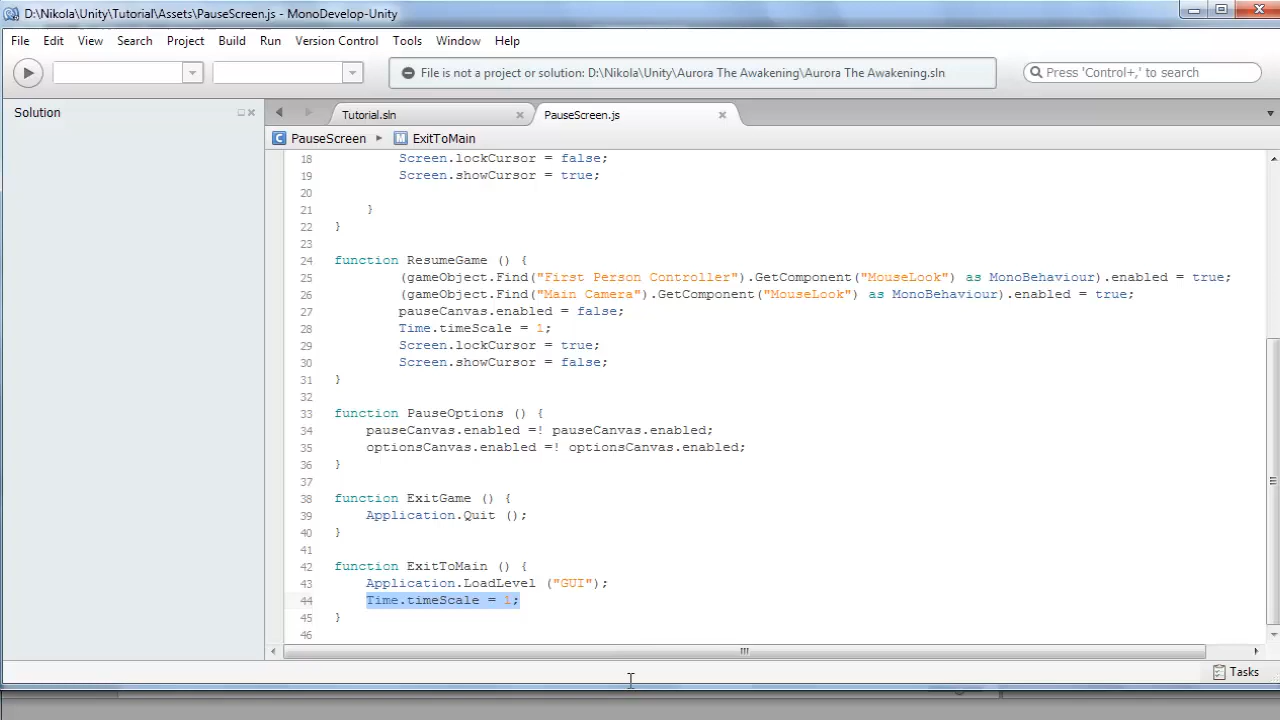 D:\Nikola\Unity\Tutorial\Assets\PauseScreen.js - MonoDevelop-Unity
File Edit View Search Project Build Run Version Control Tools Window Help
File is not a project or solution: D:\Nikola\Unity\Aurora The Awakening\Aurora The Awakening.sln
Press 'Control+,' to search
Solution
Tutorial.sln
PauseScreen.js
C PauseScreen M ExitToMain
18 Screen.lockCursor = false;
19 Screen.showCursor = true;
20
21 }
22 }
23
24 function ResumeGame () {
25 (gameObject.Find("First Person Controller").GetComponent("MouseLook") as MonoBehaviour).enabled = true;
26 (gameObject.Find("Main Camera").GetComponent("MouseLook") as MonoBehaviour).enabled = true;
27 pauseCanvas.enabled = false;
28 Time.timeScale = 1;
29 Screen.lockCursor = true;
30 Screen.showCursor = false;
31 }
32
33 function PauseOptions () {
34 pauseCanvas.enabled =! pauseCanvas.enabled;
35 optionsCanvas.enabled =! optionsCanvas.enabled;
36 }
37
38 function ExitGame () {
39 Application.Quit ();
40 }
41
42 function ExitToMain () {
43 Application.LoadLevel ("GUI");
44 Time.timeScale = 1;
45 }
46
Tasks